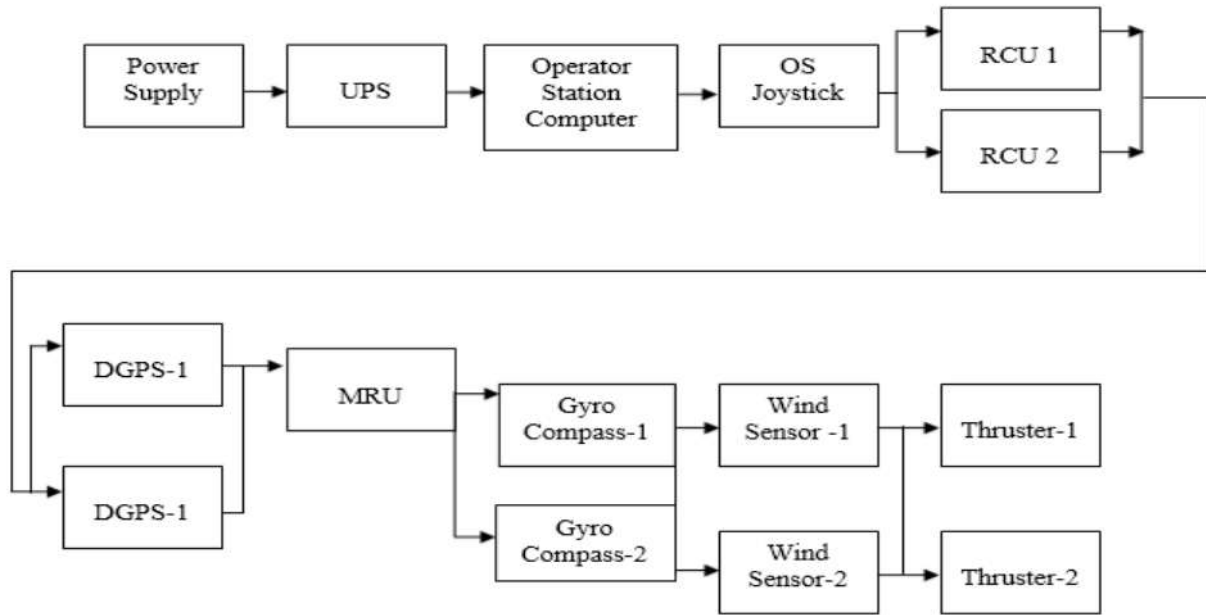 Power
Supply
UPS
Operator
Station
Computer
OS
Joystick
RCU 1
RCU 2
DGPS-1
DGPS-1
MRU
Gyro
Compass-1
Gyro
Compass-2
Wind
Sensor -1
Wind
Sensor-2
Thruster-1
Thruster-2